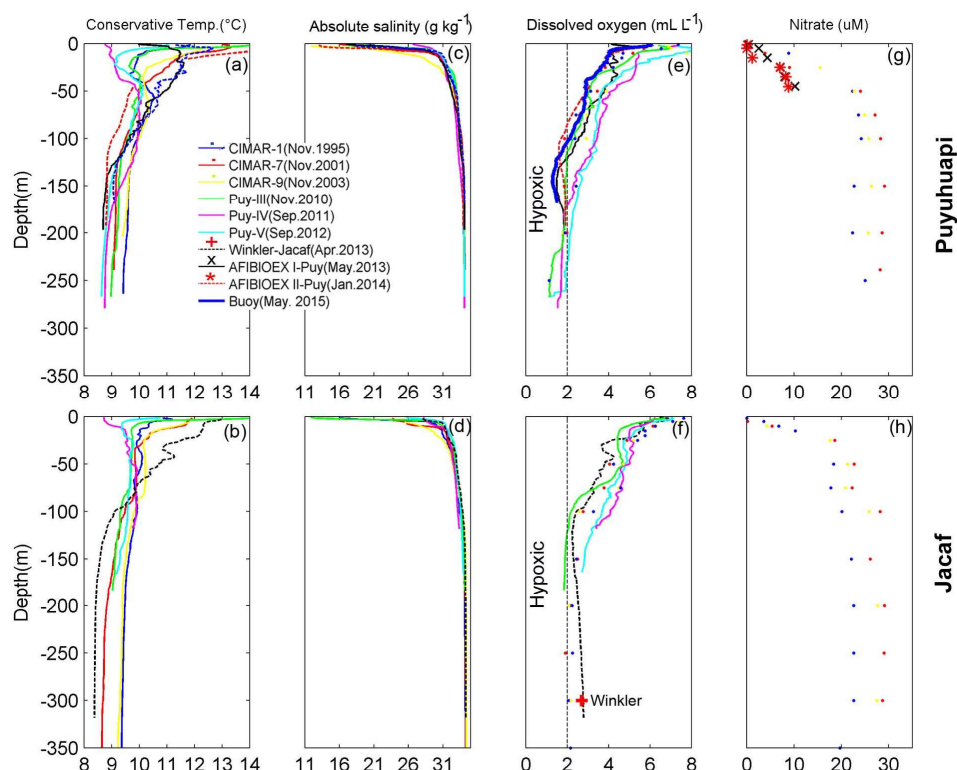 Conservative Temp.(°C) Absolute salinity (g kg-1) Dissolved oxygen (mL L-1) Nitrate (uM)
0 (a) (c) (e) (g)
-50
-100
-150
-200
-250
-300
-350
Depth(m)
8 9 10 11 12 13 14 11 16 21 26 31 0 2 4 6 8 0 10 20 30
CIMAR-1(Nov.1995)
CIMAR-7(Nov.2001)
CIMAR-9(Nov.2003)
Puy-III(Nov.2010)
Puy-IV(Sep.2011)
Puy-V(Sep.2012)
Winkler-Jacaf(Apr.2013)
AFIBIOEX I-Puy(May.2013)
AFIBIOEX II-Puy(Jan.2014)
Buoy(May. 2015)
Hypoxic
Puyuhuapi
0 (b) (d) (f) (h)
-50
-100
-150
-200
-250
-300
-350
Depth(m)
8 9 10 11 12 13 14 11 16 21 26 31 0 2 4 6 8 0 10 20 30
Hypoxic
Winkler
Jacaf